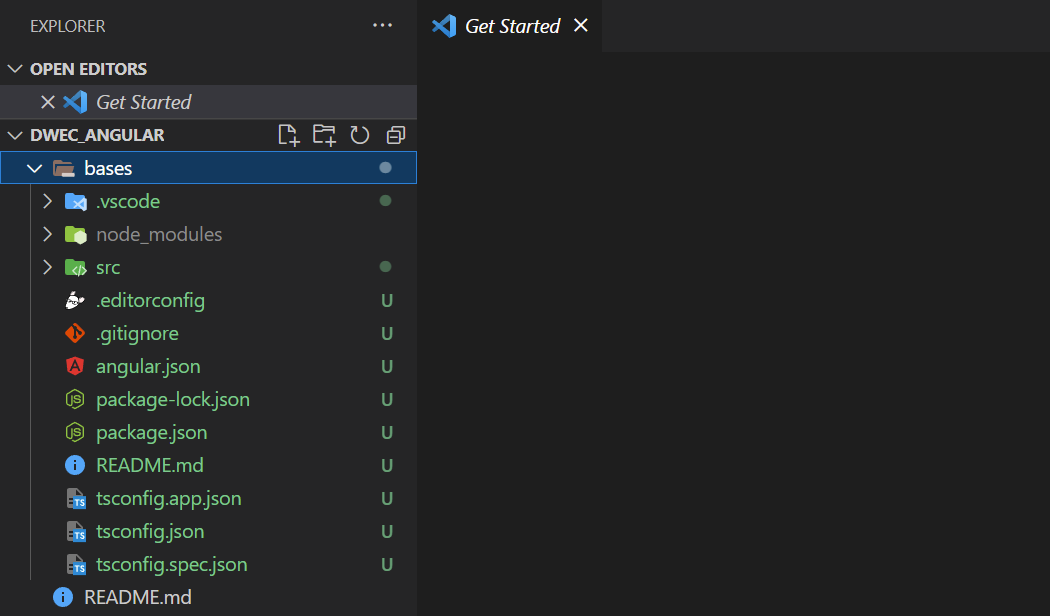 EXPLORER
Get Started
OPEN EDITORS
Get Started
DWEC_ANGULAR
bases
.vscode
node_modules
src
.editorconfig U
.gitignore U
angular.json U
package-lock.json U
package.json U
README.md U
tsconfig.app.json U
tsconfig.json U
tsconfig.spec.json U
README.md